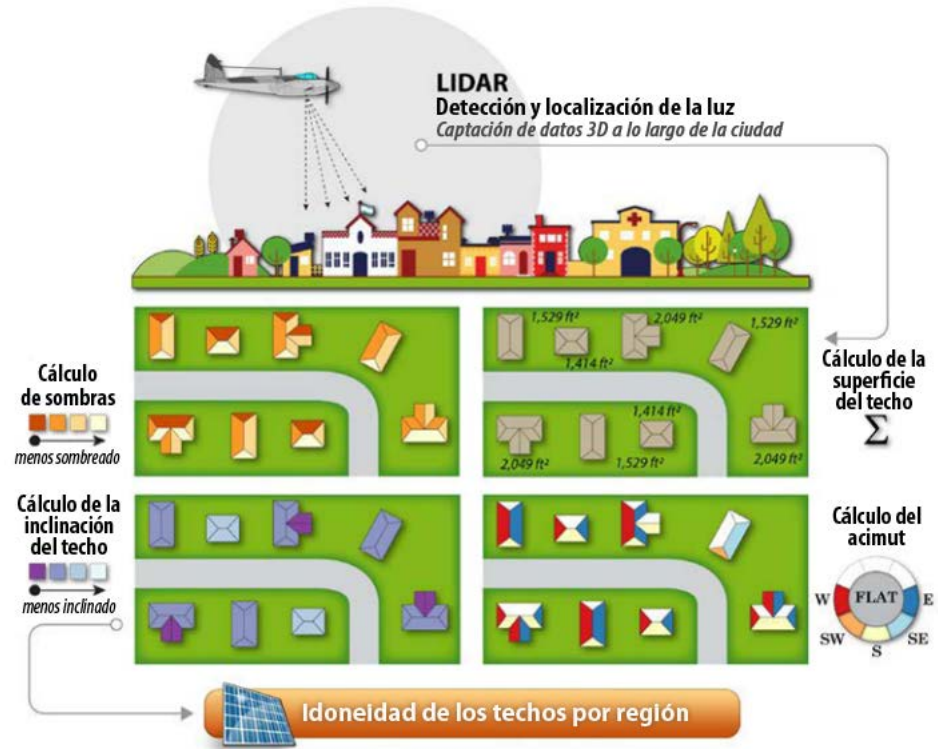 LIDAR
Detección y localización de la luz
Captación de datos 3D a lo largo de la ciudad
1,529 ft²
2,049 ft²
1,529 ft²
1,414 ft²
1,414 ft²
2,049 ft²
1,529 ft²
2,049 ft²
Cálculo de la
superficie
del techo
Σ
Cálculo
de sombras
menos sombreado
Cálculo de la
inclinación
del techo
menos inclinado
Cálculo del
acimut
W
FLAT
E
SW
SE
S
Idoneidad de los techos por región